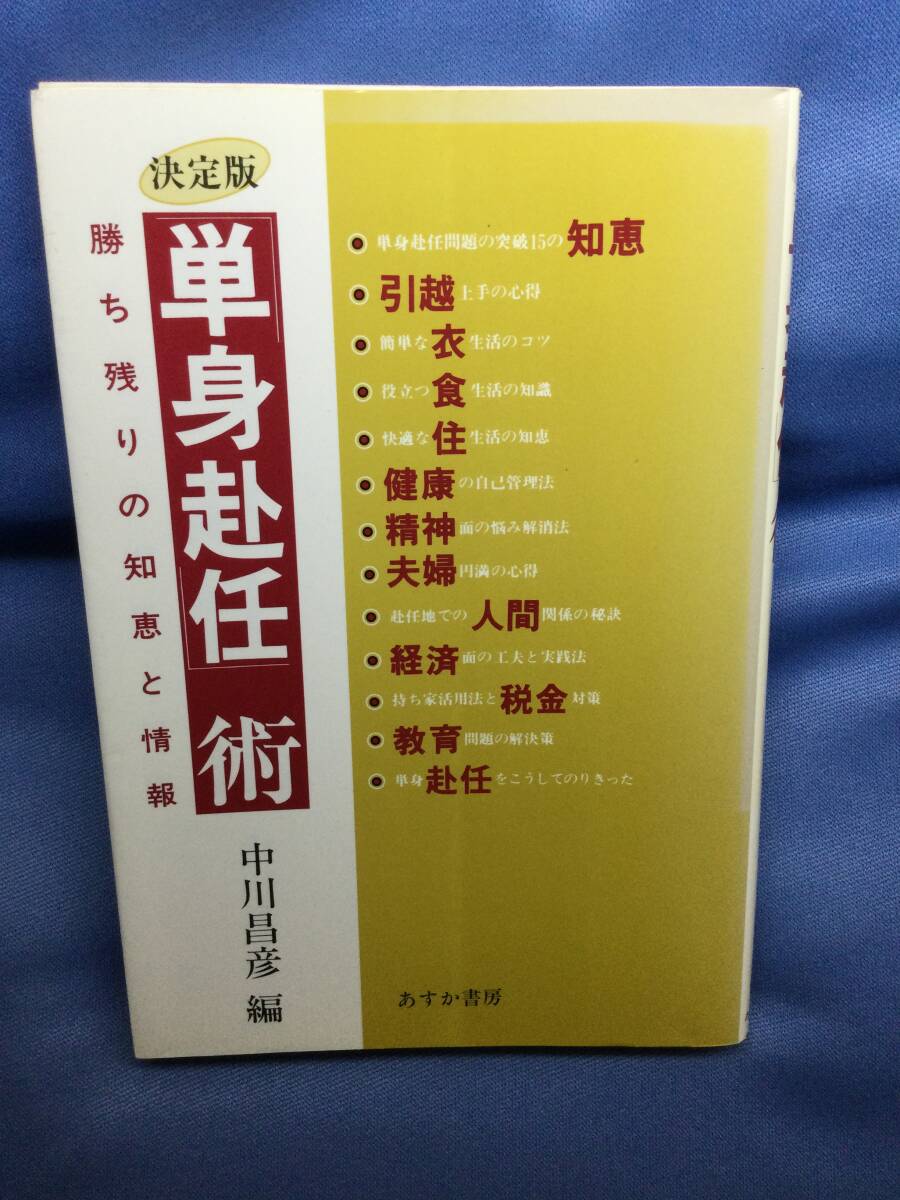 決定版
「単身赴任」術
勝ち残りの知恵と情報
中川昌彦 編
単身赴任問題の突破15の知恵
引越上手の心得
簡単な衣生活のコツ
役立つ食生活の知識
快適な住生活の知恵
健康の自己管理法
精神面の悩み解消法
夫婦円満の心得
赴任地での人間関係の秘訣
経済面の工夫と実践法
持ち家活用法と税金対策
教育問題の解決策
単身赴任をこうしてのりきった
あすか書房